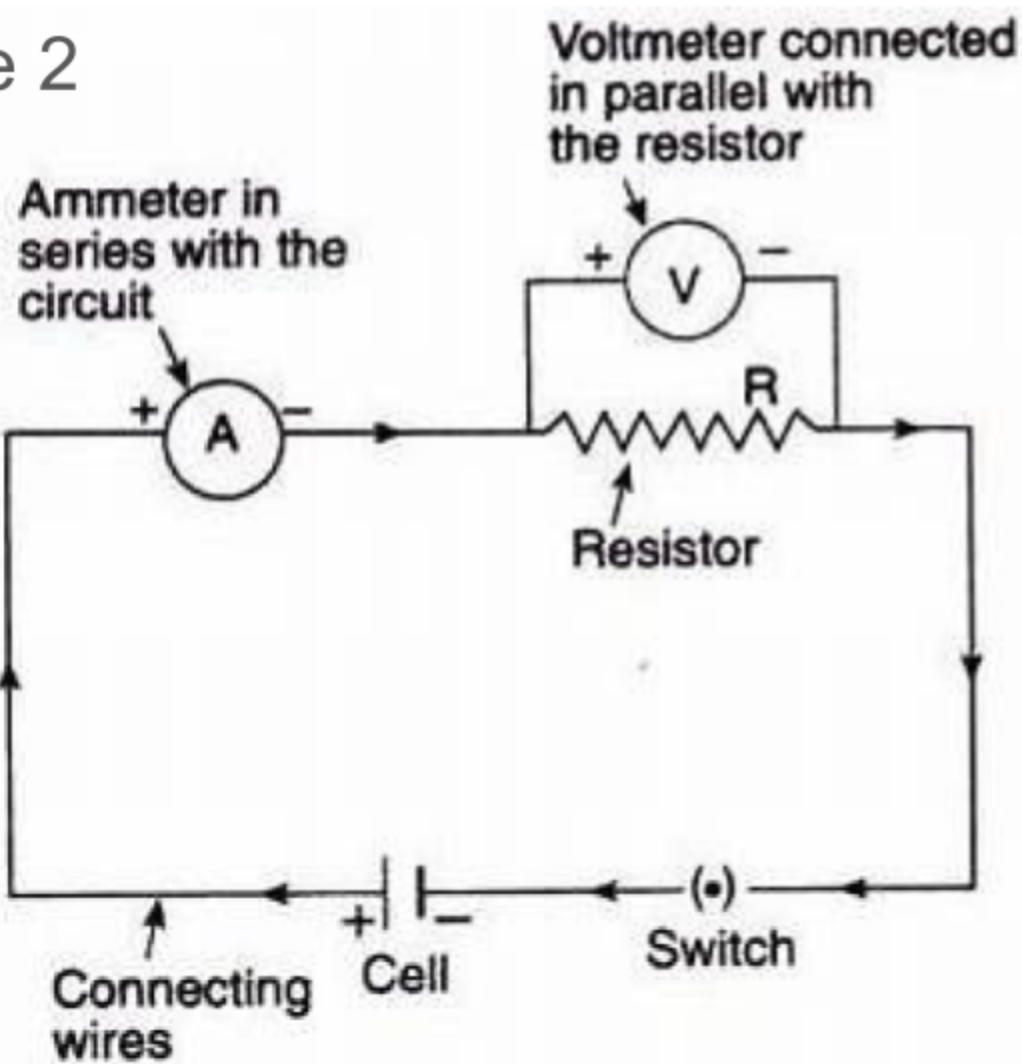 e 2
Voltmeter connected
in parallel with
the resistor
Ammeter in
series with the
circuit
+ V −
+ A −
R
Resistor
(•)
+ −
Cell
Switch
Connecting
wires